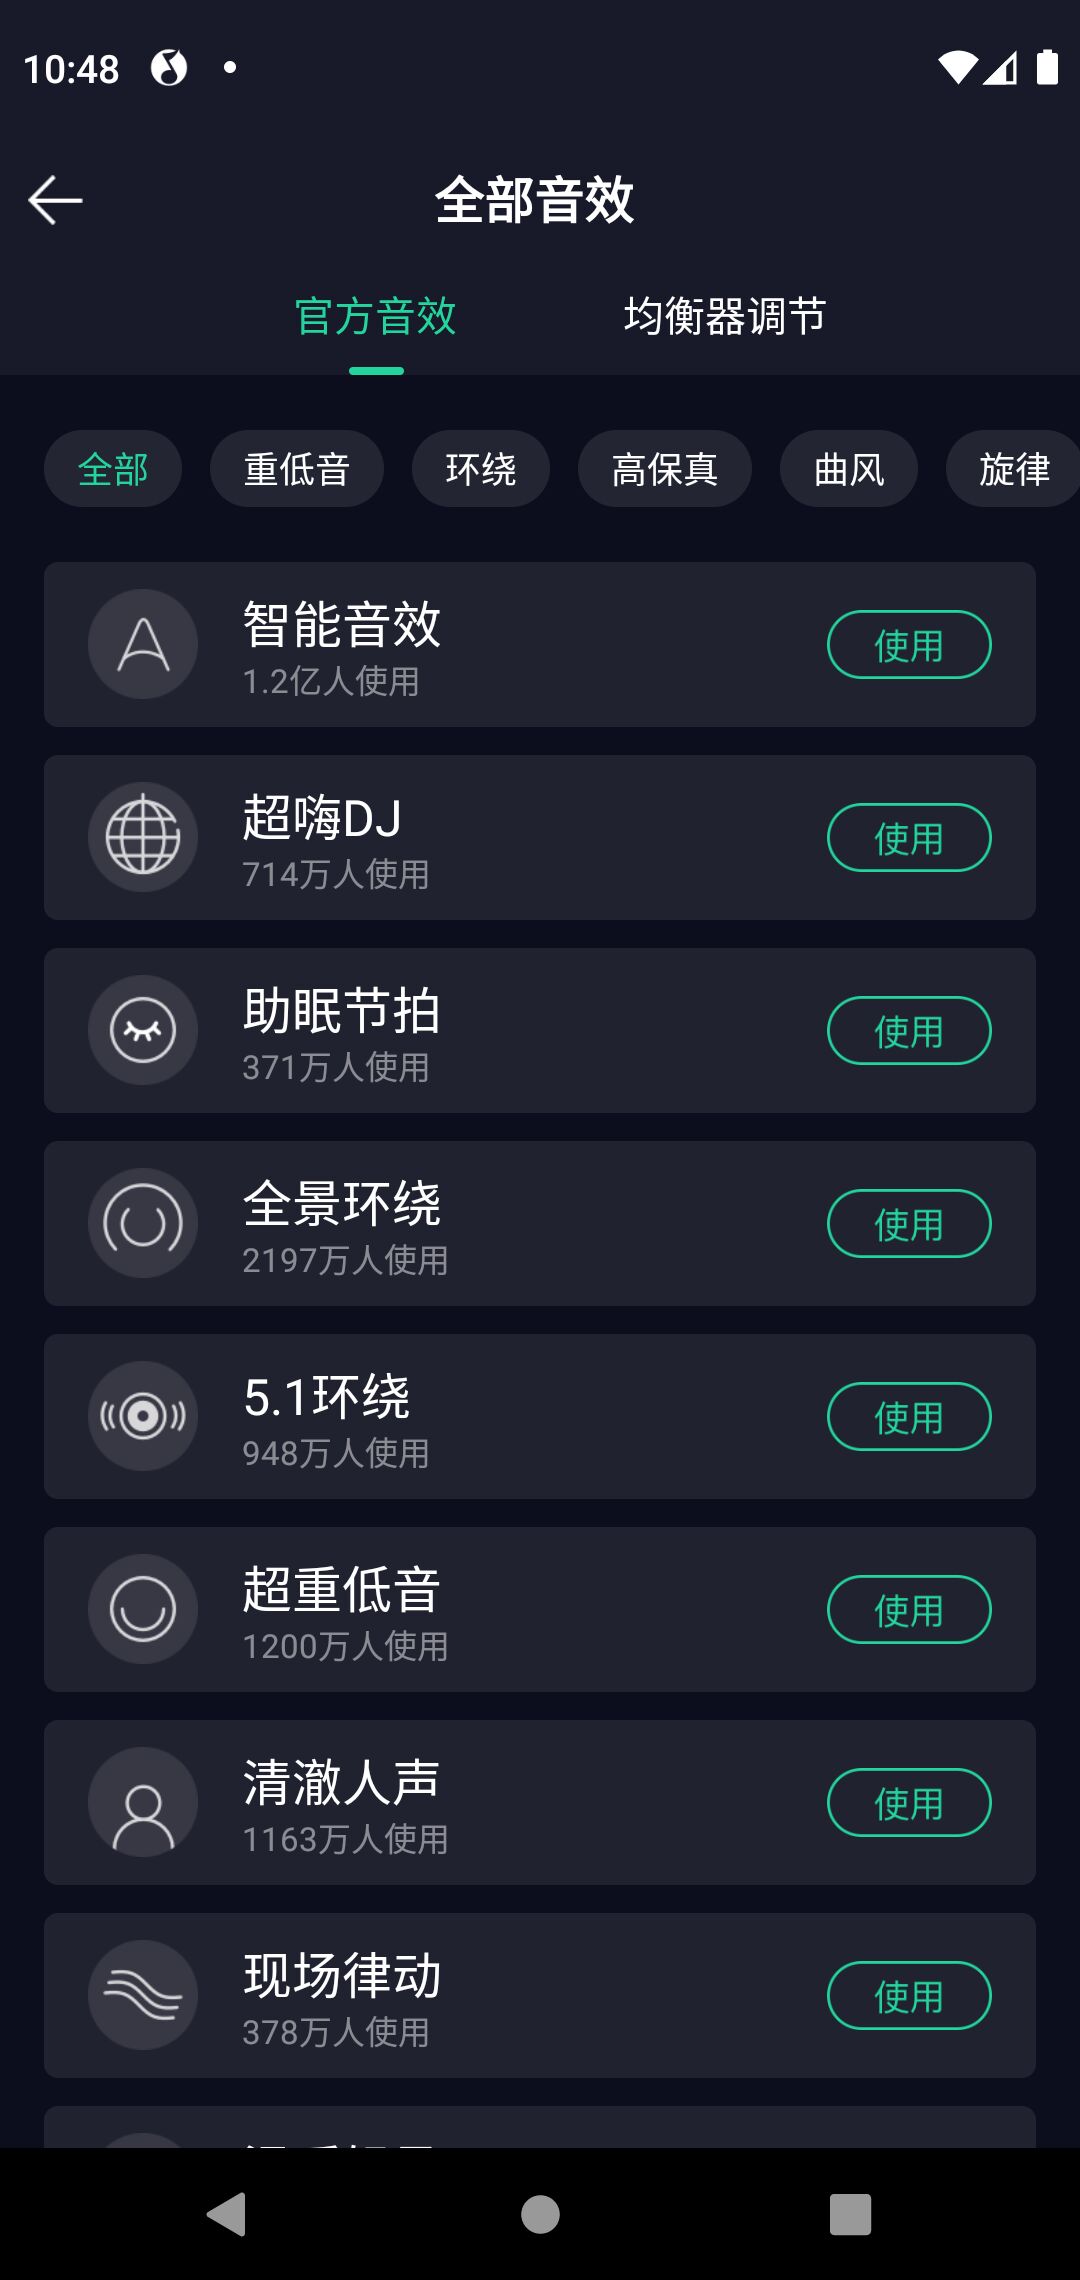 10:48
全部音效
官方音效 均衡器调节
全部 重低音 环绕 高保真 曲风 旋律
智能音效
1.2亿人使用
使用
超嗨DJ
714万人使用
使用
助眠节拍
371万人使用
使用
全景环绕
2197万人使用
使用
5.1环绕
948万人使用
使用
超重低音
1200万人使用
使用
清澈人声
1163万人使用
使用
现场律动
378万人使用
使用